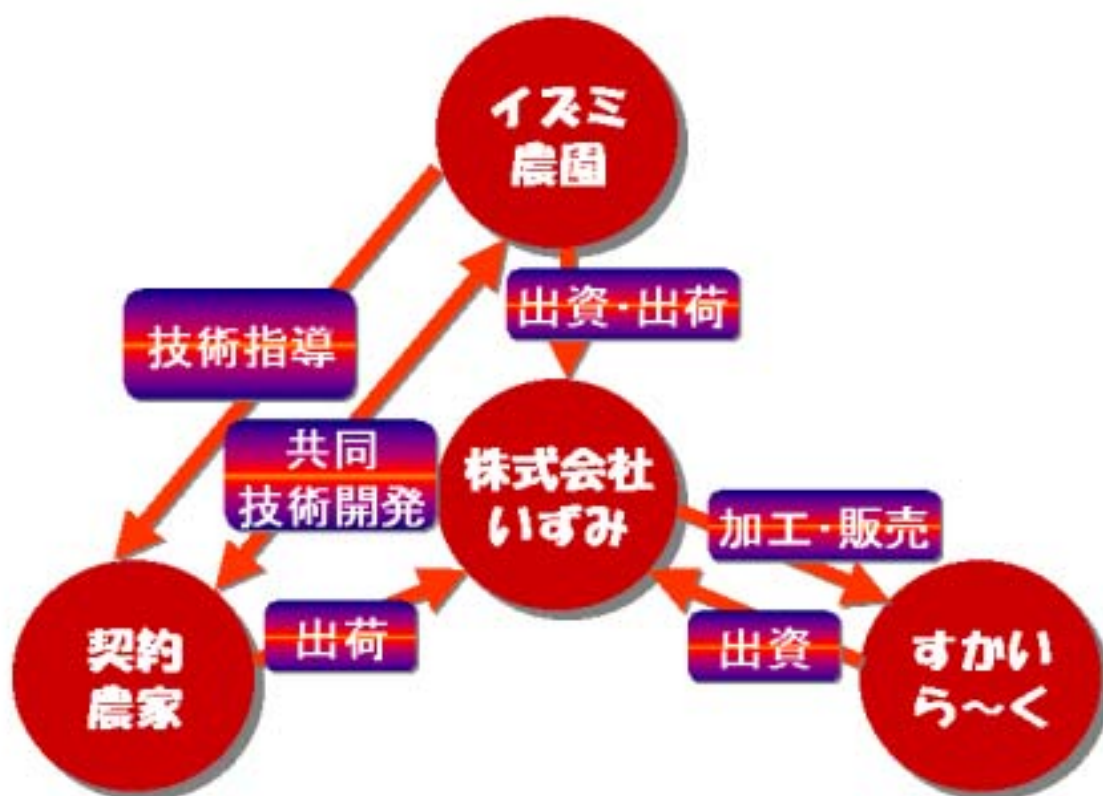 イズミ
農園
出資・出荷
技術指導
共同
技術開発
株式会社
いずみ
加工・販売
出荷
出資
契約
農家
すかい
ら～く